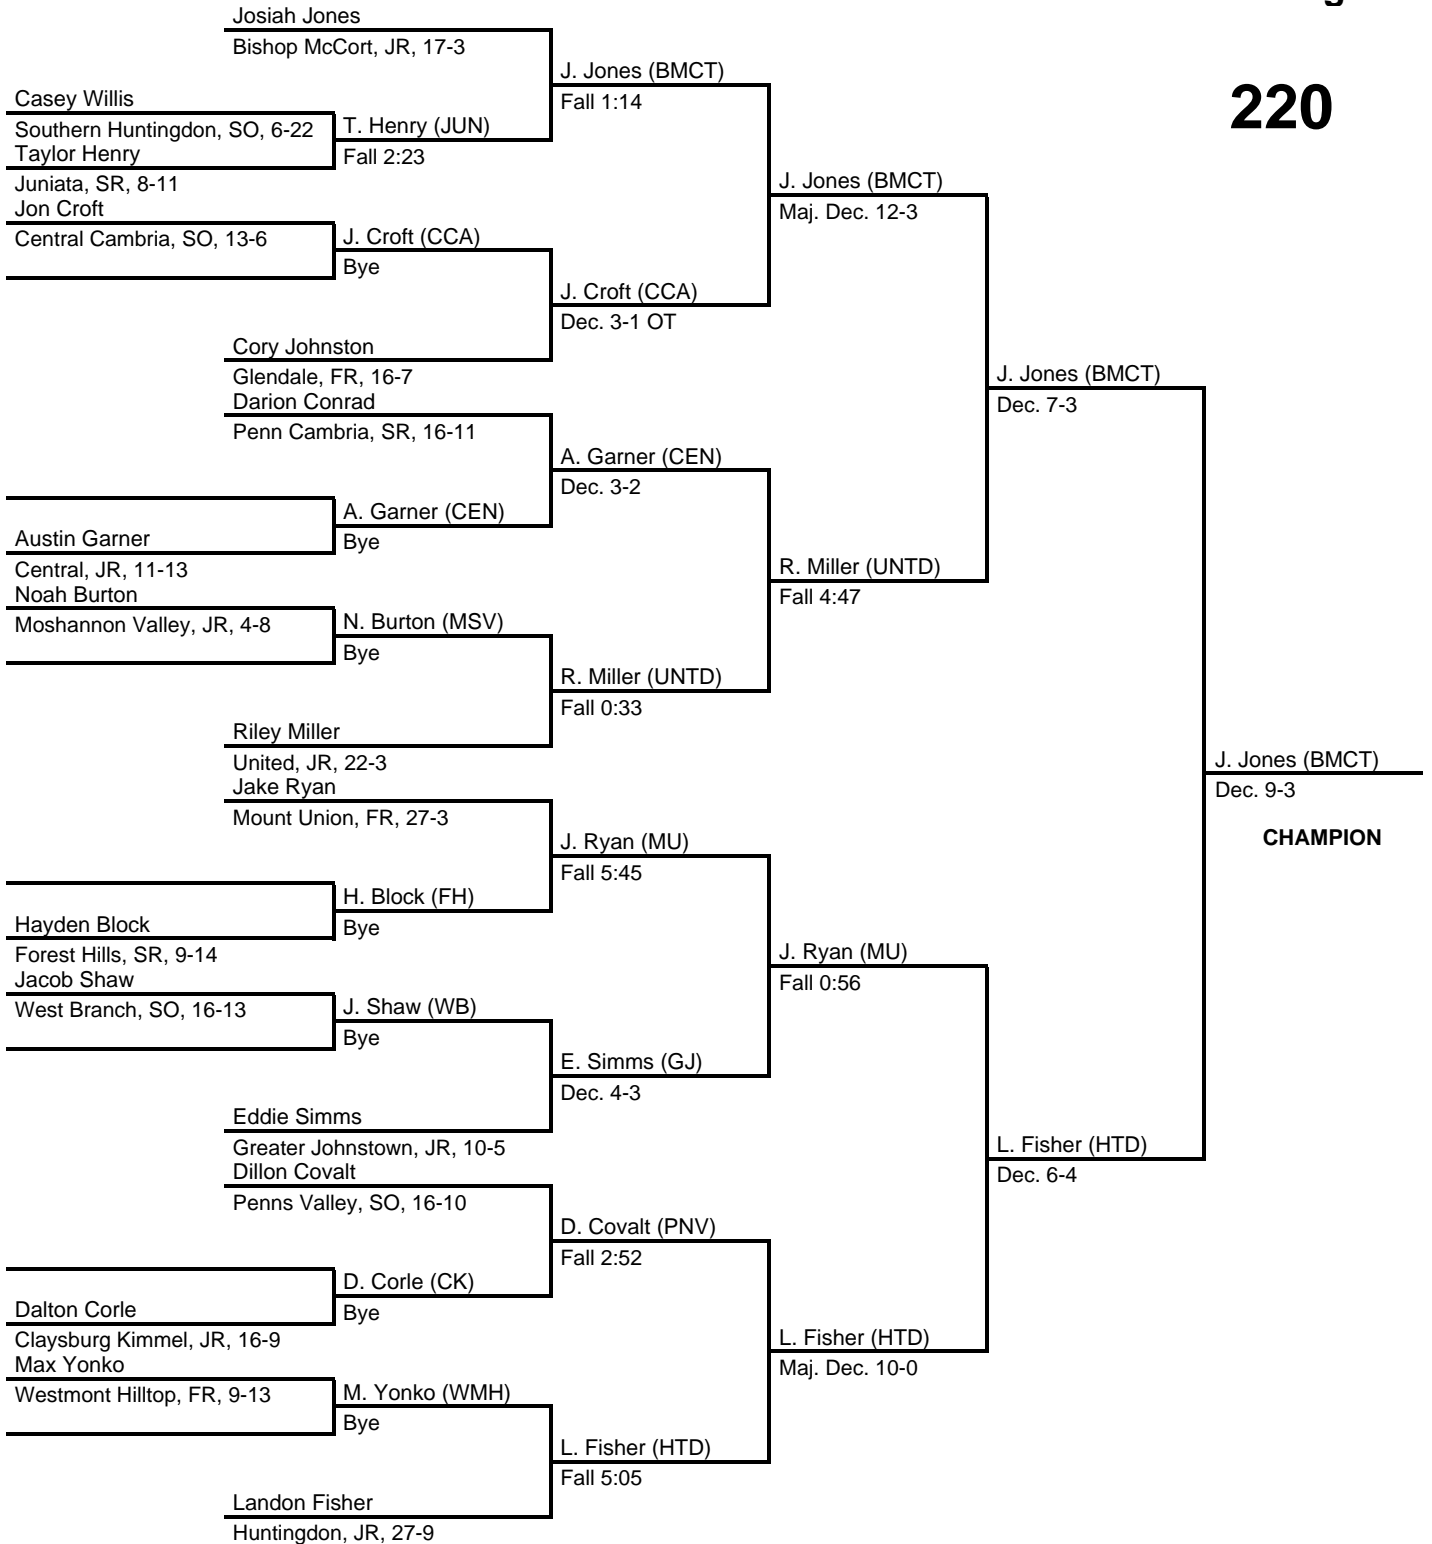 220
Josiah Jones
Bishop McCort, JR, 17-3
J. Jones (BMCT)
Fall 1:14
Casey Willis
Southern Huntingdon, SO, 6-22
T. Henry (JUN)
Fall 2:23
Taylor Henry
Juniata, SR, 8-11
J. Jones (BMCT)
Maj. Dec. 12-3
Jon Croft
Central Cambria, SO, 13-6
J. Croft (CCA)
Bye
J. Croft (CCA)
Dec. 3-1 OT
Cory Johnston
Glendale, FR, 16-7
J. Jones (BMCT)
Dec. 7-3
Darion Conrad
Penn Cambria, SR, 16-11
A. Garner (CEN)
Dec. 3-2
A. Garner (CEN)
Bye
Austin Garner
Central, JR, 11-13
R. Miller (UNTD)
Fall 4:47
Noah Burton
Moshannon Valley, JR, 4-8
N. Burton (MSV)
Bye
R. Miller (UNTD)
Fall 0:33
Riley Miller
United, JR, 22-3
J. Jones (BMCT)
Dec. 9-3
CHAMPION
Jake Ryan
Mount Union, FR, 27-3
J. Ryan (MU)
Fall 5:45
H. Block (FH)
Bye
Hayden Block
Forest Hills, SR, 9-14
J. Ryan (MU)
Fall 0:56
Jacob Shaw
West Branch, SO, 16-13
J. Shaw (WB)
Bye
E. Simms (GJ)
Dec. 4-3
Eddie Simms
Greater Johnstown, JR, 10-5
L. Fisher (HTD)
Dec. 6-4
Dillon Covalt
Penns Valley, SO, 16-10
D. Covalt (PNV)
Fall 2:52
D. Corle (CK)
Bye
Dalton Corle
Claysburg Kimmel, JR, 16-9
L. Fisher (HTD)
Maj. Dec. 10-0
Max Yonko
Westmont Hilltop, FR, 9-13
M. Yonko (WMH)
Bye
L. Fisher (HTD)
Fall 5:05
Landon Fisher
Huntingdon, JR, 27-9